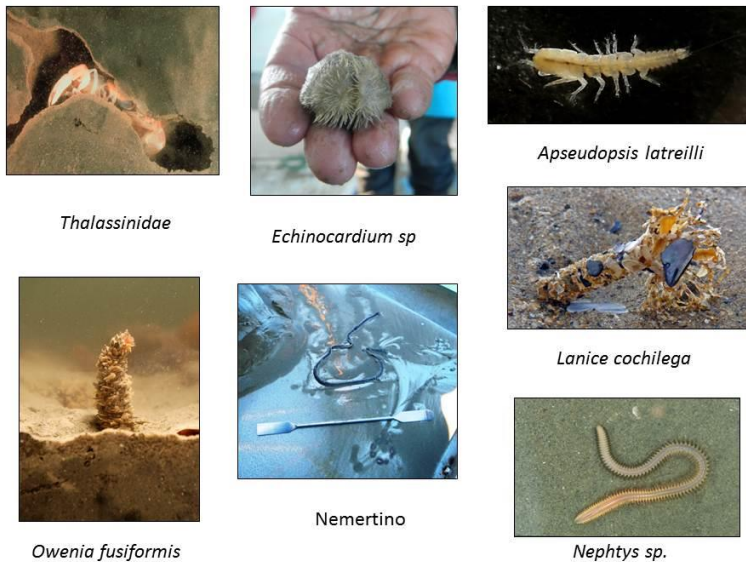 Thalassinidae
Echinocardium sp
Apseudopsis latreilli
Lanice cochilega
Owenia fusiformis
Nemertino
Nephtys sp.